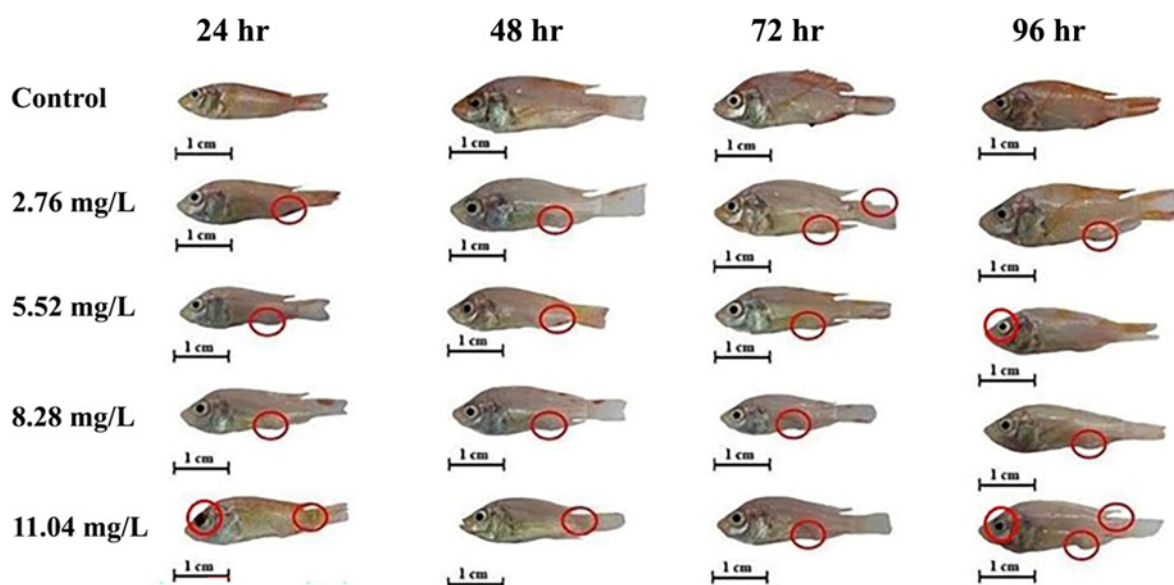 24 hr 48 hr 72 hr 96 hr
Control
1 cm 1 cm 1 cm 1 cm
2.76 mg/L
1 cm 1 cm 1 cm 1 cm
5.52 mg/L
1 cm 1 cm 1 cm 1 cm
8.28 mg/L
1 cm 1 cm 1 cm 1 cm
11.04 mg/L
1 cm 1 cm 1 cm 1 cm